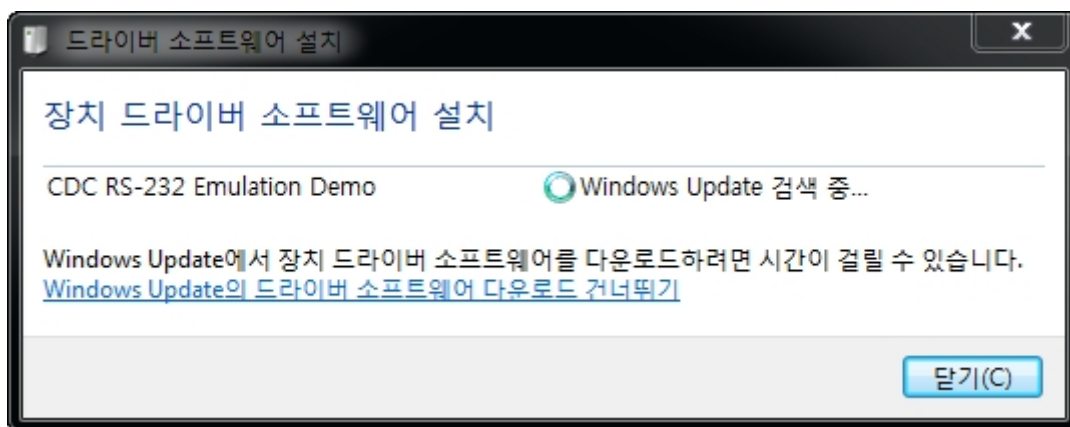 드라이버 소프트웨어 설치
장치 드라이버 소프트웨어 설치
CDC RS-232 Emulation Demo
Windows Update 검색 중...
Windows Update에서 장치 드라이버 소프트웨어를 다운로드하려면 시간이 걸릴 수 있습니다.
Windows Update의 드라이버 소프트웨어 다운로드 건너뛰기
닫기(C)